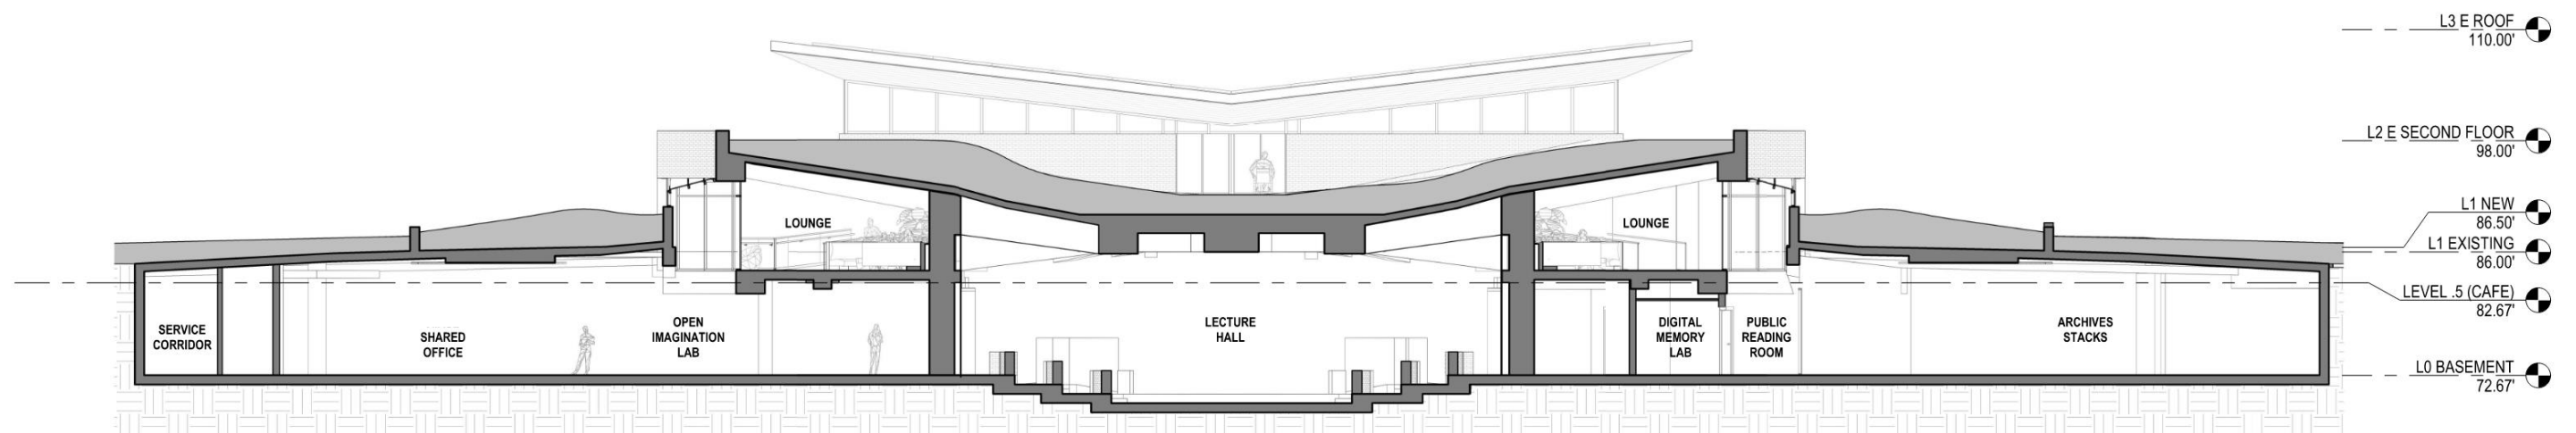 L3 E ROOF
110.00'
L2 E SECOND FLOOR
98.00'
L1 NEW
86.50'
L1 EXISTING
86.00'
LEVEL .5 (CAFE)
82.67'
L0 BASEMENT
72.67'
LOUNGE
LOUNGE
SERVICE
CORRIDOR
SHARED
OFFICE
OPEN
IMAGINATION
LAB
LECTURE
HALL
DIGITAL
MEMORY
LAB
PUBLIC
READING
ROOM
ARCHIVES
STACKS